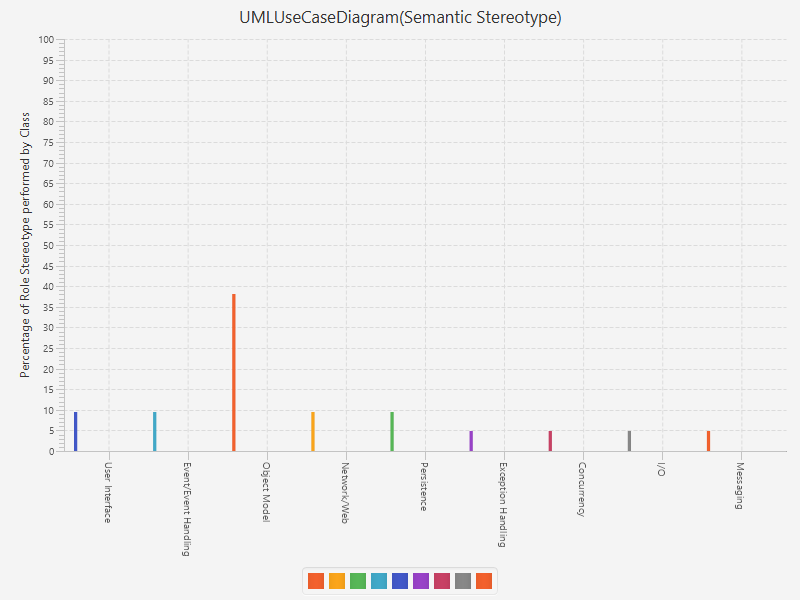 UMLUseCaseDiagram(Semantic Stereotype)
Percentage of Role Stereotype performed by Class
100
95
90
85
80
75
70
65
60
55
50
45
40
35
30
25
20
15
10
5
0
User Interface
Event/Event Handling
Object Model
Network/Web
Persistence
Exception Handling
Concurrency
I/O
Messaging